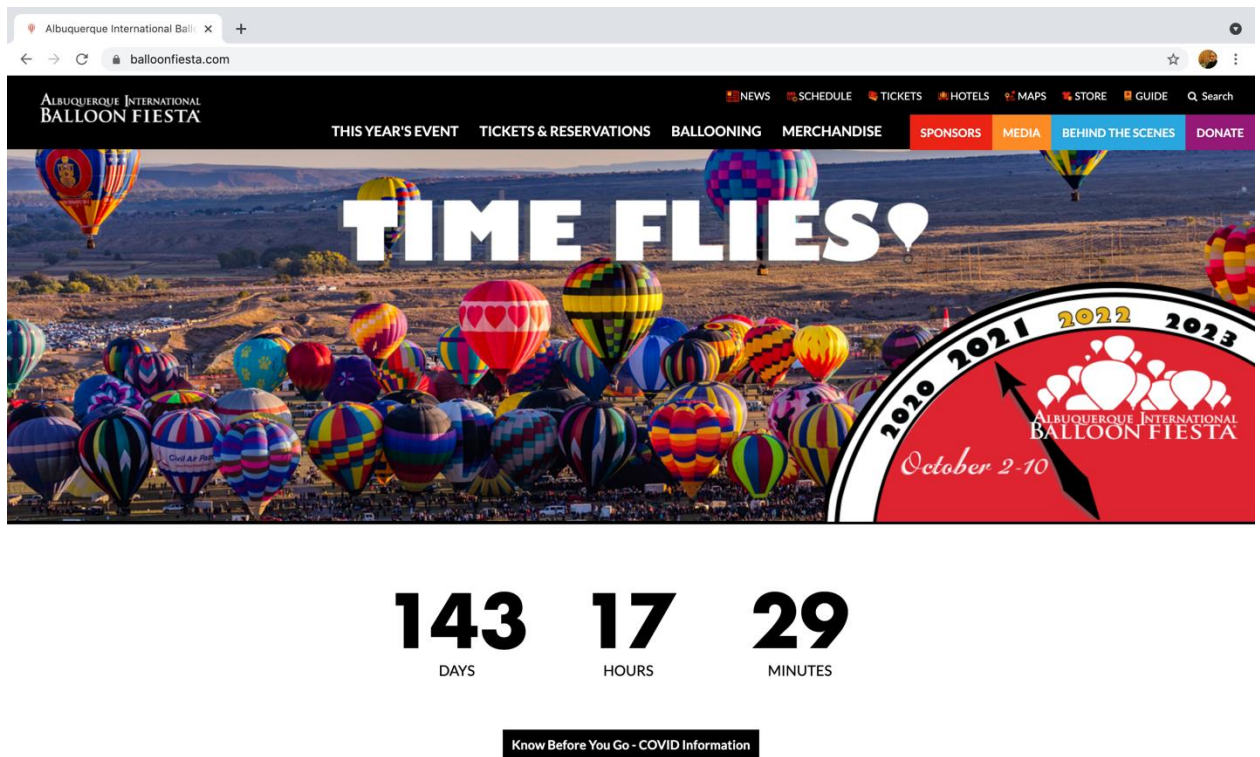 Albuquerque International Ball
balloonfiesta.com
ALBUQUERQUE INTERNATIONAL
BALLOON FIESTA
NEWS SCHEDULE TICKETS HOTELS MAPS STORE GUIDE Search
THIS YEAR'S EVENT TICKETS & RESERVATIONS BALLOONING MERCHANDISE SPONSORS MEDIA BEHIND THE SCENES DONATE
TIME FLIES
2020 2021 2022 2023
ALBUQUERQUE INTERNATIONAL
BALLOON FIESTA
October 2-10
Civil Air
143 17 29
DAYS HOURS MINUTES
Know Before You Go - COVID Information